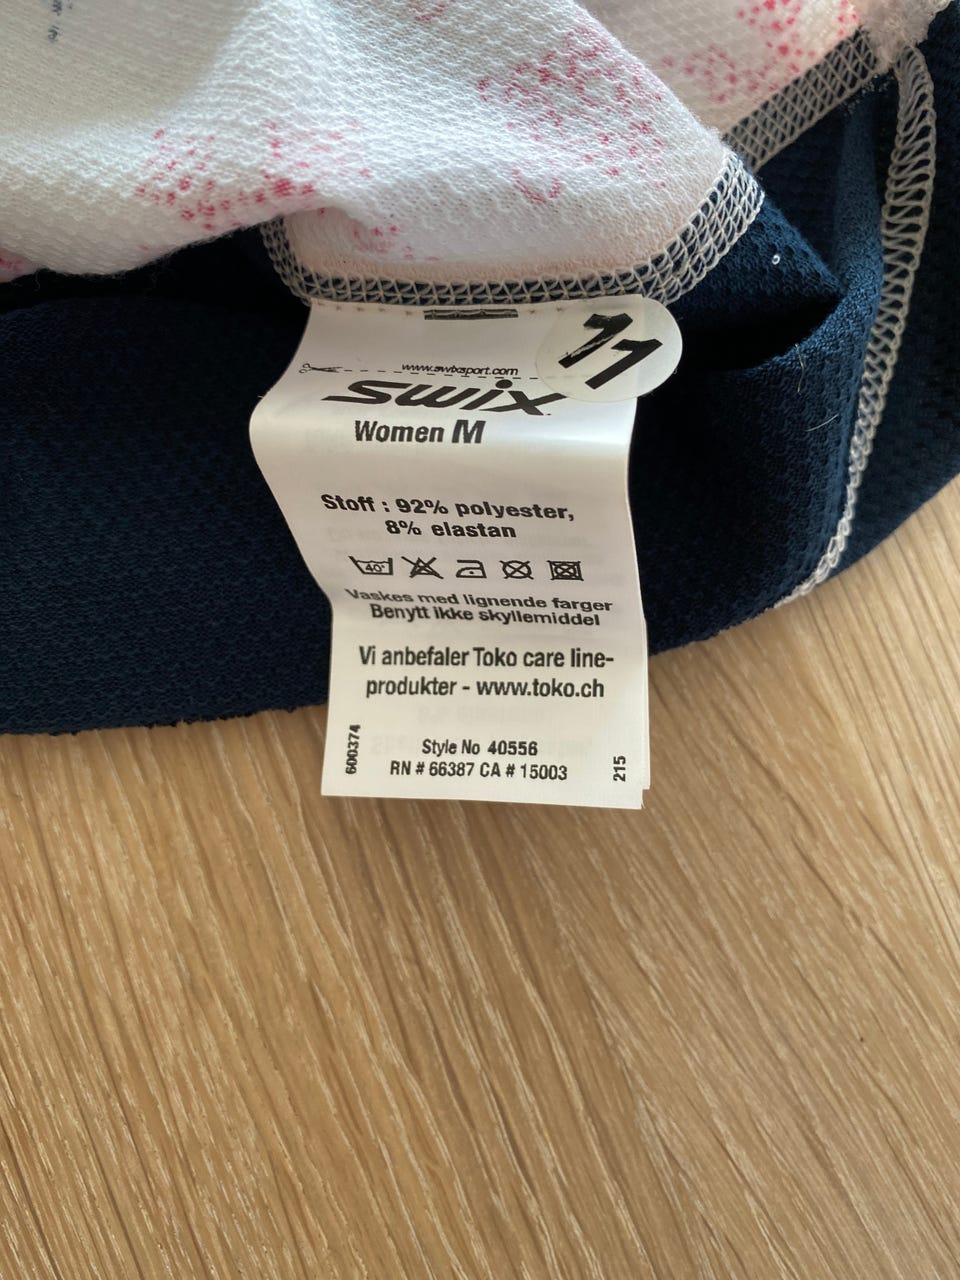 11
www.swixsport.com
swix
Women M
Stoff : 92% polyester,
8% elastan
40°
Vaskes med lignende farger
Benytt ikke skyllemiddel
Vi anbefaler Toko care line-
produkter - www.toko.ch
600374
Style No 40556
RN # 66387 CA # 15003
215